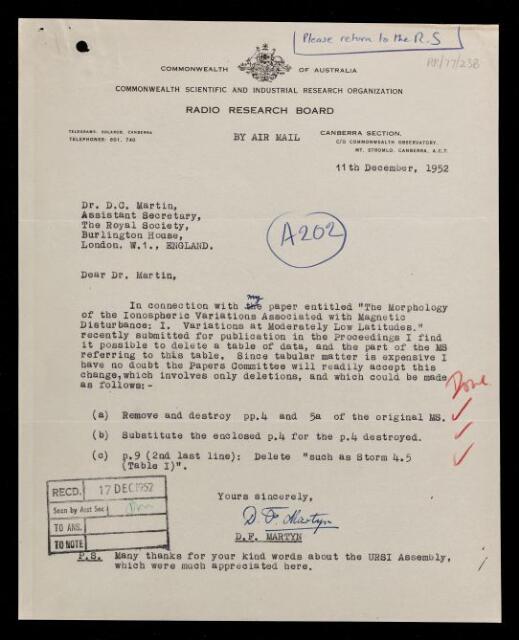 Please return to the R.S
RR/77/238
COMMONWEALTH OF AUSTRALIA
COMMONWEALTH SCIENTIFIC AND INDUSTRIAL RESEARCH ORGANIZATION
RADIO RESEARCH BOARD
TELEGRAMS: SOLAROB, CANBERRA
TELEPHONES: 601, 740
BY AIR MAIL
CANBERRA SECTION,
C/O COMMONWEALTH OBSERVATORY,
MT. STROMLO, CANBERRA, A.C.T.
11th December, 1952
Dr. D.C. Martin,
Assistant Secretary,
The Royal Society,
Burlington House,
London. W.1., ENGLAND.
A202
Dear Dr. Martin,
my
In connection with the paper entitled "The Morphology
of the Ionospheric Variations Associated with Magnetic
Disturbance: I. Variations at Moderately Low Latitudes."
recently submitted for publication in the Proceedings I find
it possible to delete a table of data, and the part of the MS
referring to this table. Since tabular matter is expensive I
have no doubt the Papers Committee will readily accept this
change,which involves only deletions, and which could be made
as follows:-
Done
(a) Remove and destroy pp.4 and 5a of the original MS.
(b) Substitute the enclosed p.4 for the p.4 destroyed.
(c) p.9 (2nd last line): Delete "such as Storm 4.5
(Table I)".
RECD. 17 DEC 1952
Seen by Asst Sec
TO ANS.
TO NOTE
Yours sincerely,
D. F. Martyn
D.F. MARTYN
P.S. Many thanks for your kind words about the URSI Assembly,
which were much appreciated here.